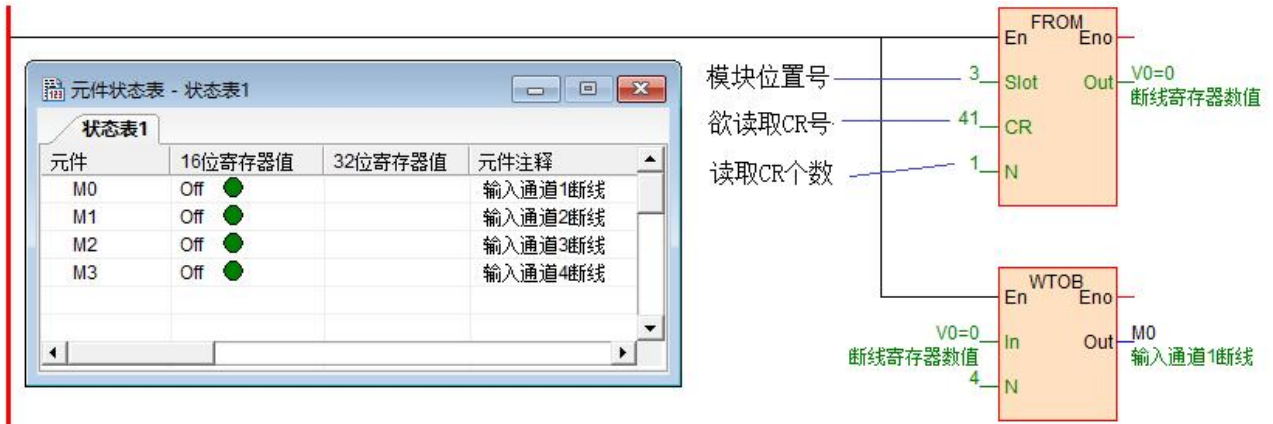 元件状态表 - 状态表1
状态表1
元件 16位寄存器值 32位寄存器值 元件注释
M0 Off 输入通道1断线
M1 Off 输入通道2断线
M2 Off 输入通道3断线
M3 Off 输入通道4断线
模块位置号
欲读取CR号
读取CR个数
FROM
En Eno
3 Slot Out V0=0
断线寄存器数值
41 CR
1 N
WTOB
En Eno
V0=0 In Out M0
断线寄存器数值 输入通道1断线
4 N